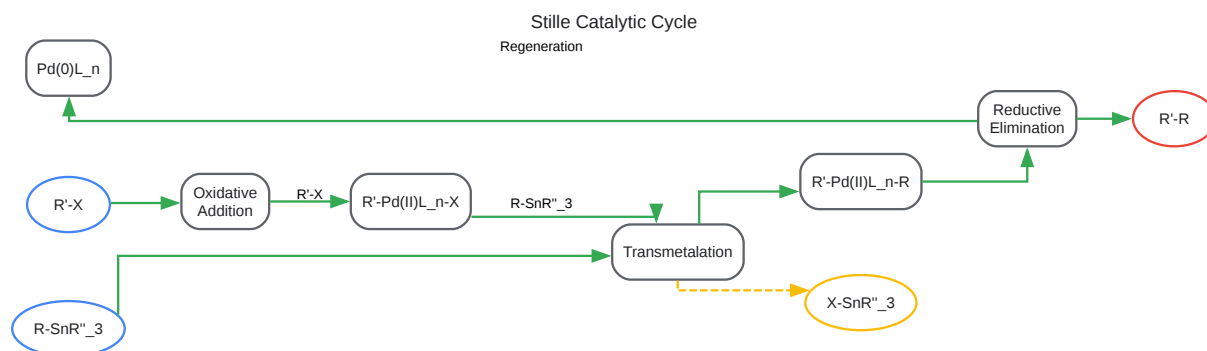 Stille Catalytic Cycle
Regeneration
Pd(0)L_n
Reductive
Elimination
R'-R
R'-Pd(II)L_n-R
Oxidative
Addition
R'-X
R'-X
R'-Pd(II)L_n-X
R-SnR"_3
Transmetalation
X-SnR"_3
R-SnR"_3